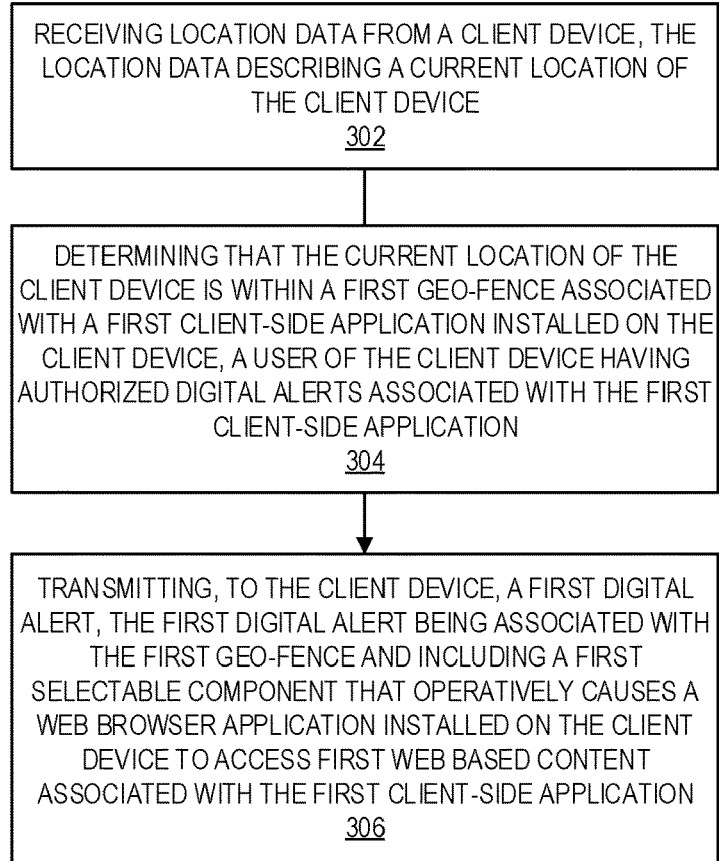 RECEIVING LOCATION DATA FROM A CLIENT DEVICE, THE
LOCATION DATA DESCRIBING A CURRENT LOCATION OF
THE CLIENT DEVICE
302
DETERMINING THAT THE CURRENT LOCATION OF THE
CLIENT DEVICE IS WITHIN A FIRST GEO-FENCE ASSOCIATED
WITH A FIRST CLIENT-SIDE APPLICATION INSTALLED ON THE
CLIENT DEVICE, A USER OF THE CLIENT DEVICE HAVING
AUTHORIZED DIGITAL ALERTS ASSOCIATED WITH THE FIRST
CLIENT-SIDE APPLICATION
304
TRANSMITTING, TO THE CLIENT DEVICE, A FIRST DIGITAL
ALERT, THE FIRST DIGITAL ALERT BEING ASSOCIATED WITH
THE FIRST GEO-FENCE AND INCLUDING A FIRST
SELECTABLE COMPONENT THAT OPERATIVELY CAUSES A
WEB BROWSER APPLICATION INSTALLED ON THE CLIENT
DEVICE TO ACCESS FIRST WEB BASED CONTENT
ASSOCIATED WITH THE FIRST CLIENT-SIDE APPLICATION
306